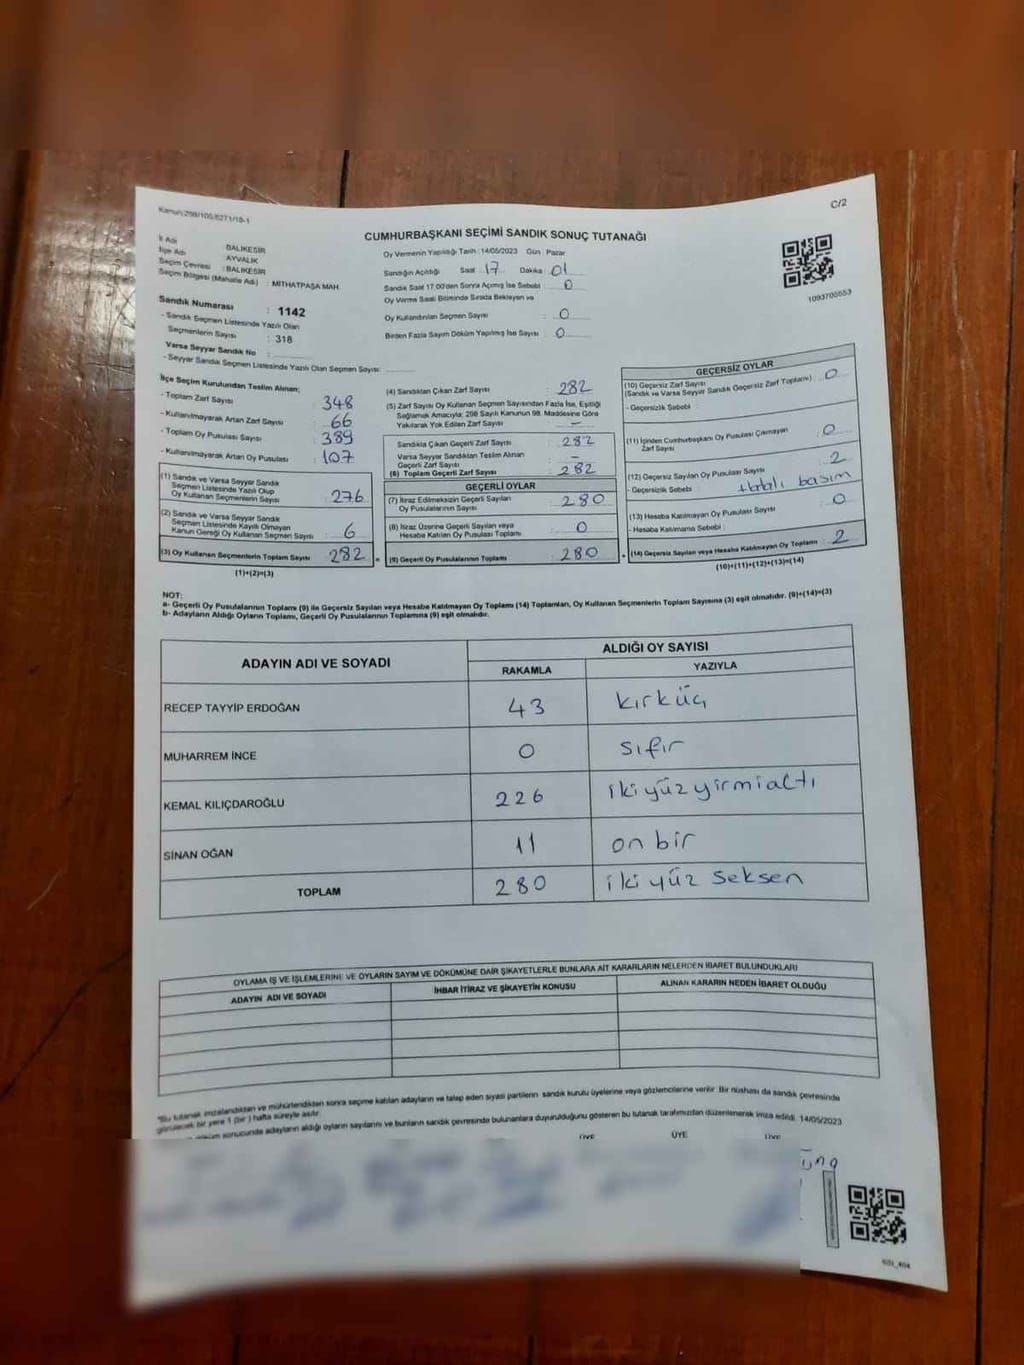 Kanun:298/100/6271/18-1
C/2
CUMHURBAŞKANI SEÇİMİ SANDIK SONUÇ TUTANAĞI
İl Adı : BALIKESİR
İlçe Adı : AYVALIK
Seçim Çevresi : BALIKESİR
Seçim Bölgesi (Mahalle Adı) : MİTHATPAŞA MAH.
Sandık Numarası : 1142
- Sandık Seçmen Listesinde Yazılı Olan
Seçmenlerin Sayısı : 318
Varsa Seyyar Sandık No :
- Seyyar Sandık Seçmen Listesinde Yazılı Olan Seçmen Sayısı:
Oy Vermenin Yapıldığı Tarih : 14/05/2023 Gün : Pazar
Sandığın Açıldığı Saat : 17 Dakika : 01
Sandık Saat 17:00'den Sonra Açılmış İse Sebebi : 0
Oy Verme Saati Bitiminde Sırada Bekleyen ve
Oy Kullandırılan Seçmen Sayısı : 0
Birden Fazla Sayım Döküm Yapılmış İse Sayısı : 0
1093700553
İlçe Seçim Kurulundan Teslim Alınan;
- Toplam Zarf Sayısı : 348
- Kullanılmayarak Artan Zarf Sayısı : 66
- Toplam Oy Pusulası Sayısı : 389
- Kullanılmayarak Artan Oy Pusulası : 107
(1) Sandık ve Varsa Seyyar Sandık
Seçmen Listesinde Yazılı Olup
Oy Kullanan Seçmenlerin Sayısı : 276
(2) Sandık ve Varsa Seyyar Sandık
Seçmen Listesinde Kayıtlı Olmayan
Kanun Gereği Oy Kullanan Seçmen Sayısı : 6
(3) Oy Kullanan Seçmenlerin Toplam Sayısı : 282
(1)+(2)=(3)
(4) Sandıktan Çıkan Zarf Sayısı : 282
(5) Zarf Sayısı Oy Kullanan Seçmen Sayısından Fazla İse, Eşitliği
Sağlamak Amacıyla; 298 Sayılı Kanunun 98. Maddesine Göre
Yakılarak Yok Edilen Zarf Sayısı : -
Sandıkta Çıkan Geçerli Zarf Sayısı : 282
Varsa Seyyar Sandıktan Teslim Alınan
Geçerli Zarf Sayısı : -
(6) Toplam Geçerli Zarf Sayısı : 282
GEÇERLİ OYLAR
(7) İtiraz Edilmeksizin Geçerli Sayılan
Oy Pusulalarının Sayısı : 280
(8) İtiraz Üzerine Geçerli Sayılan veya
Hesaba Katılan Oy Pusulası Toplamı : 0
(9) Geçerli Oy Pusulalarının Toplamı : 280
GEÇERSİZ OYLAR
(10) Geçersiz Zarf Sayısı
(Sandık ve Varsa Seyyar Sandık Geçersiz Zarf Toplamı) : 0
- Geçersizlik Sebebi :
(11) İçinden Cumhurbaşkanı Oy Pusulası Çıkmayan
Zarf Sayısı : 0
(12) Geçersiz Sayılan Oy Pusulası Sayısı : 2
- Geçersizlik Sebebi : Hatalı basım
(13) Hesaba Katılmayan Oy Pusulası Sayısı : 0
- Hesaba Katılmama Sebebi :
(14) Geçersiz Sayılan veya Hesaba Katılmayan Oy Toplamı : 2
(10)+(11)+(12)+(13)=(14)
NOT:
a- Geçerli Oy Pusulalarının Toplamı (9) ile Geçersiz Sayılan veya Hesaba Katılmayan Oy Toplamı (14) Toplamları, Oy Kullanan Seçmenlerin Toplam Sayısına (3) eşit olmalıdır. (9)+(14)=(3)
b- Adayların Aldığı Oyların Toplamı, Geçerli Oy Pusulalarının Toplamına (9) eşit olmalıdır.
ADAYIN ADI VE SOYADI
ALDIĞI OY SAYISI
RAKAMLA YAZIYLA
RECEP TAYYİP ERDOĞAN 43 kırküç
MUHARREM İNCE 0 sıfır
KEMAL KILIÇDAROĞLU 226 ikiyüzyirmialtı
SİNAN OĞAN 11 on bir
TOPLAM 280 iki yüz seksen
OYLAMA İŞ VE İŞLEMLERİNE VE OYLARIN SAYIM VE DÖKÜMÜNE DAİR ŞİKAYETLERLE BUNLARA AİT KARARLARIN NELERDEN İBARET BULUNDUKLARI
ADAYIN ADI VE SOYADI İHBAR İTİRAZ VE ŞİKAYETİN KONUSU ALINAN KARARIN NEDEN İBARET OLDUĞU
*Bu tutanak imzalandıktan ve mühürlendikten sonra seçime katılan adayların ve talep eden siyasi partilerin sandık kurulu üyelerine veya gözlemcilerine verilir. Bir nüshası da sandık çevresinde
görülecek bir yere 1 (bir) hafta süreyle asılır.
sonucunda adayların aldığı oyların sayılarını ve bunların sandık çevresinde bulunanlara duyurulduğunu gösteren bu tutanak tarafımızdan düzenlenerek imza edildi. 14/05/2023
ÜYE ÜYE ÜYE